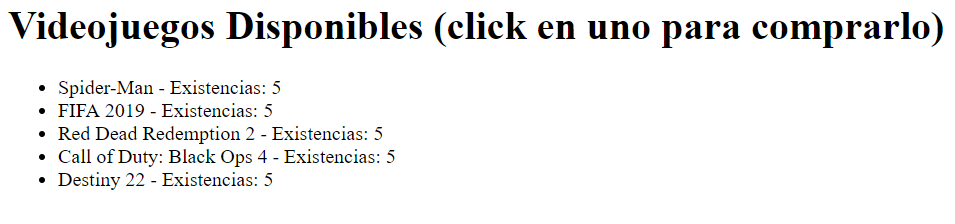 Videojuegos Disponibles (click en uno para comprarlo)
• Spider-Man - Existencias: 5
• FIFA 2019 - Existencias: 5
• Red Dead Redemption 2 - Existencias: 5
• Call of Duty: Black Ops 4 - Existencias: 5
• Destiny 22 - Existencias: 5